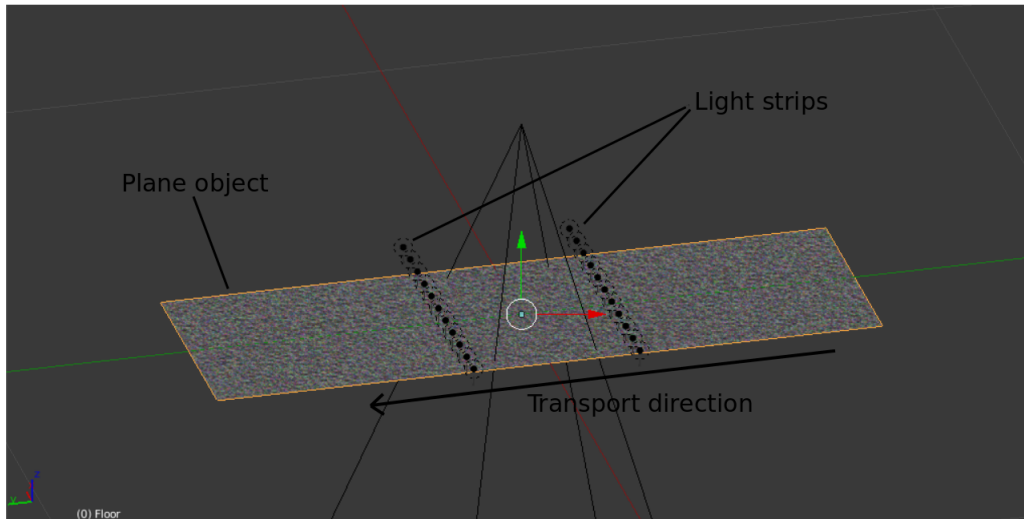 Light strips
Plane object
Transport direction
z
y
(0) Floor